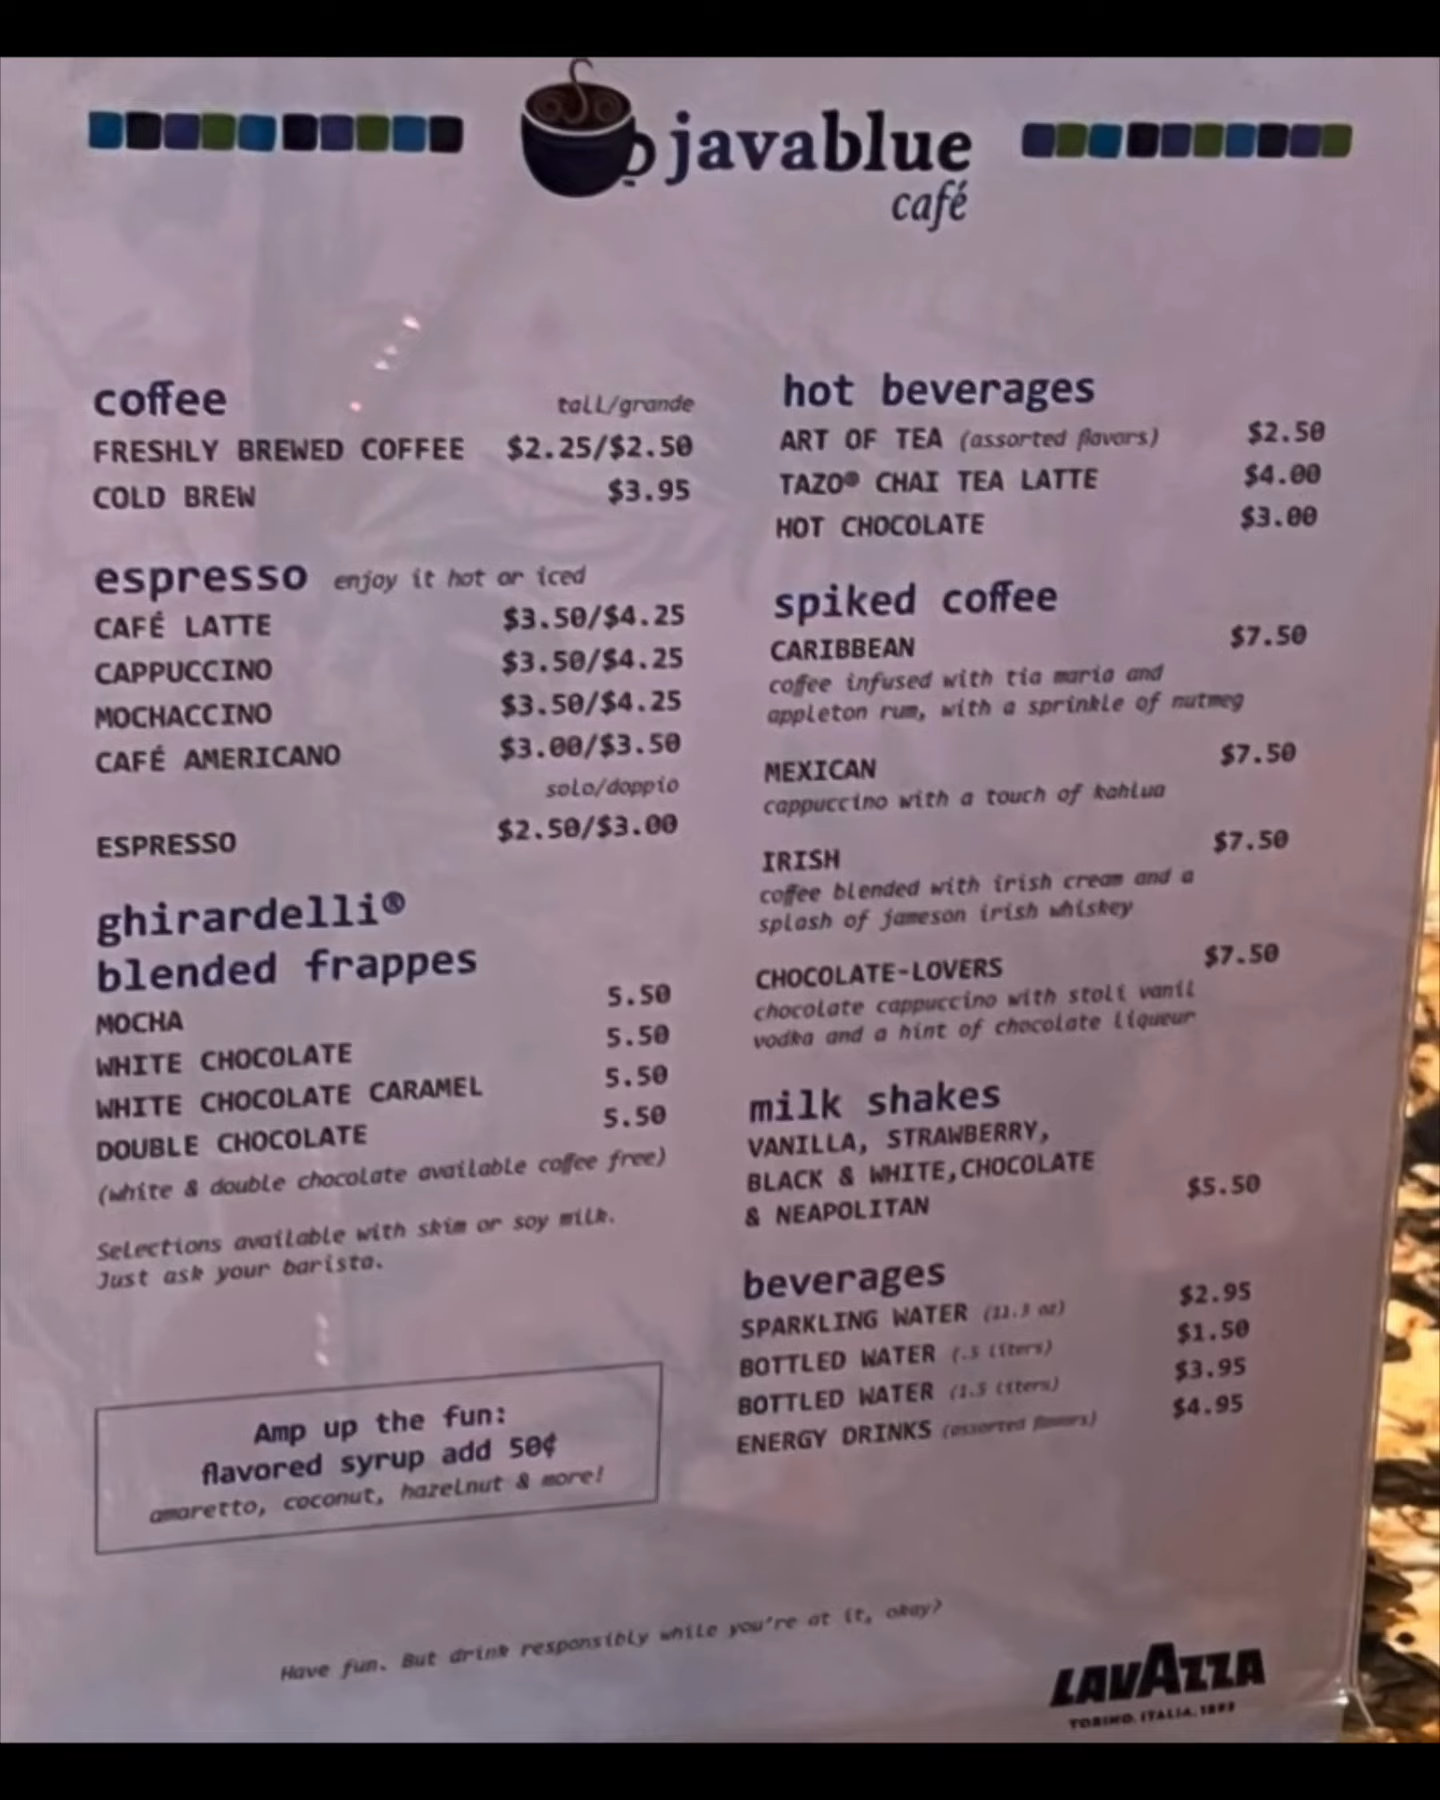 javablue
café
coffee tall/grande
FRESHLY BREWED COFFEE $2.25/$2.50
COLD BREW $3.95
espresso enjoy it hot or iced
CAFÉ LATTE $3.50/$4.25
CAPPUCCINO $3.50/$4.25
MOCHACCINO $3.50/$4.25
CAFÉ AMERICANO $3.00/$3.50
solo/doppio
ESPRESSO $2.50/$3.00
ghirardelli®
blended frappes
MOCHA 5.50
WHITE CHOCOLATE 5.50
WHITE CHOCOLATE CARAMEL 5.50
DOUBLE CHOCOLATE 5.50
(white & double chocolate available coffee free)
Selections available with skim or soy milk.
Just ask your barista.
Amp up the fun:
flavored syrup add 50¢
amaretto, coconut, hazelnut & more!
hot beverages
ART OF TEA (assorted flavors) $2.50
TAZO® CHAI TEA LATTE $4.00
HOT CHOCOLATE $3.00
spiked coffee
CARIBBEAN $7.50
coffee infused with tia maria and
appleton rum, with a sprinkle of nutmeg
MEXICAN $7.50
cappuccino with a touch of kahlua
IRISH $7.50
coffee blended with irish cream and a
splash of jameson irish whiskey
CHOCOLATE-LOVERS $7.50
chocolate cappuccino with stoli vanil
vodka and a hint of chocolate liqueur
milk shakes
VANILLA, STRAWBERRY,
BLACK & WHITE,CHOCOLATE
& NEAPOLITAN $5.50
beverages
SPARKLING WATER (11.3 oz) $2.95
BOTTLED WATER (.5 liters) $1.50
BOTTLED WATER (1.5 liters) $3.95
ENERGY DRINKS (assorted flavors) $4.95
Have fun. But drink responsibly while you're at it, okay?
LAVAZZA
TORINO, ITALIA, 1895